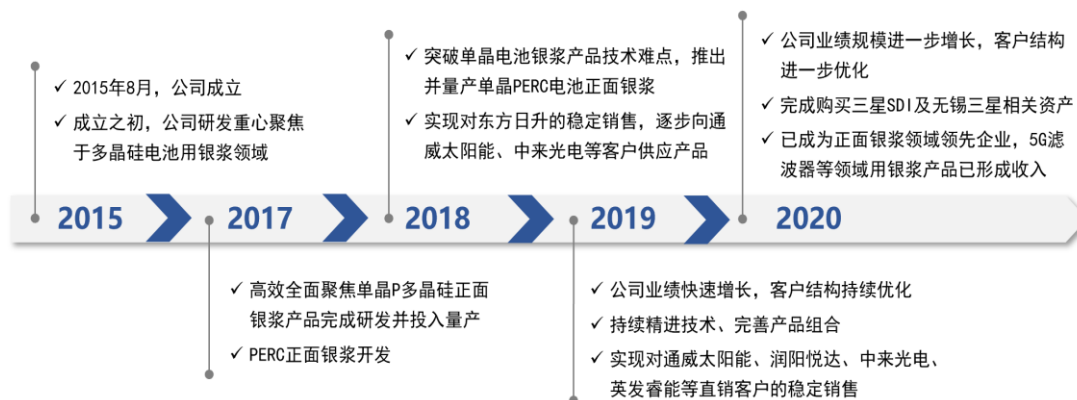 ✓ 2015年8月，公司成立
✓ 成立之初，公司研发重心聚焦
于多晶硅电池用银浆领域
✓ 突破单晶电池银浆产品技术难点，推出
并量产单晶PERC电池正面银浆
✓ 实现对东方日升的稳定销售，逐步向通
威太阳能、中来光电等客户供应产品
✓ 公司业绩规模进一步增长，客户结构
进一步优化
✓ 完成购买三星SDI及无锡三星相关资产
✓ 已成为正面银浆领域领先企业，5G滤
波器等领域用银浆产品已形成收入
2015
2017
2018
2019
2020
✓ 高效全面聚焦单晶P多晶硅正面
银浆产品完成研发并投入量产
✓ PERC正面银浆开发
✓ 公司业绩快速增长，客户结构持续优化
✓ 持续精进技术、完善产品组合
✓ 实现对通威太阳能、润阳悦达、中来光电、
英发睿能等直销客户的稳定销售